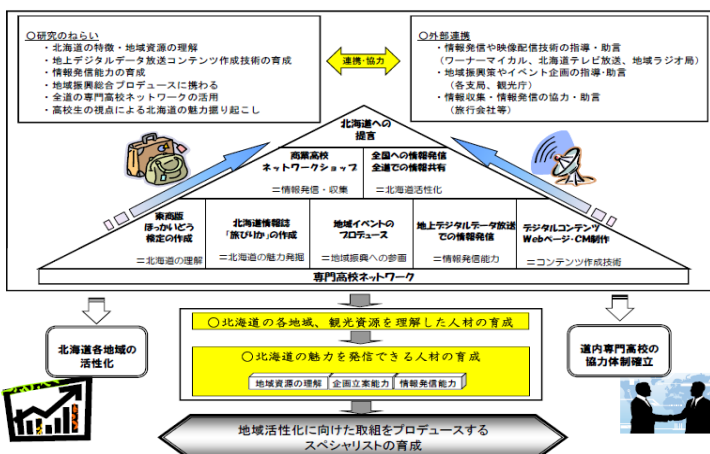 ○研究のねらい
・北海道の特徴・地域資源の理解
・地上デジタルデータ放送コンテンツ作成技術の育成
・情報発信能力の育成
・地域振興総合プロデュースに携わる
・全道の専門高校ネットワークの活用
・高校生の視点による北海道の魅力掘り起こし
連携・協力
○外部連携
・情報発信や映像配信技術の指導・助言
(ワーナーマイカル、北海道テレビ放送、地域ラジオ局)
・地域振興策やイベント企画の指導・助言
(各支局、観光庁)
・情報収集・情報発信の協力・助言
(旅行会社等)
北海道への
提言
商業高校
ネットワークショップ
=情報発信・収集
全国への情報発信
全道での情報共有
=北海道活性化
東商版
ほっかいどう
検定の作成
=北海道の理解
北海道情報誌
「旅ぴりか」の作成
=北海道の魅力発掘
地域イベントの
プロデュース
=地域振興への参画
地上デジタルデータ放送
での情報発信
=情報発信能力
デジタルコンテンツ
Webページ・CM制作
=コンテンツ作成技術
専門高校ネットワーク
北海道各地域の
活性化
○北海道の各地域、観光資源を理解した人材の育成
○北海道の魅力を発信できる人材の育成
地域資源の理解
企画立案能力
情報発信能力
道内専門高校の
協力体制確立
地域活性化に向けた取組をプロデュースする
スペシャリストの育成